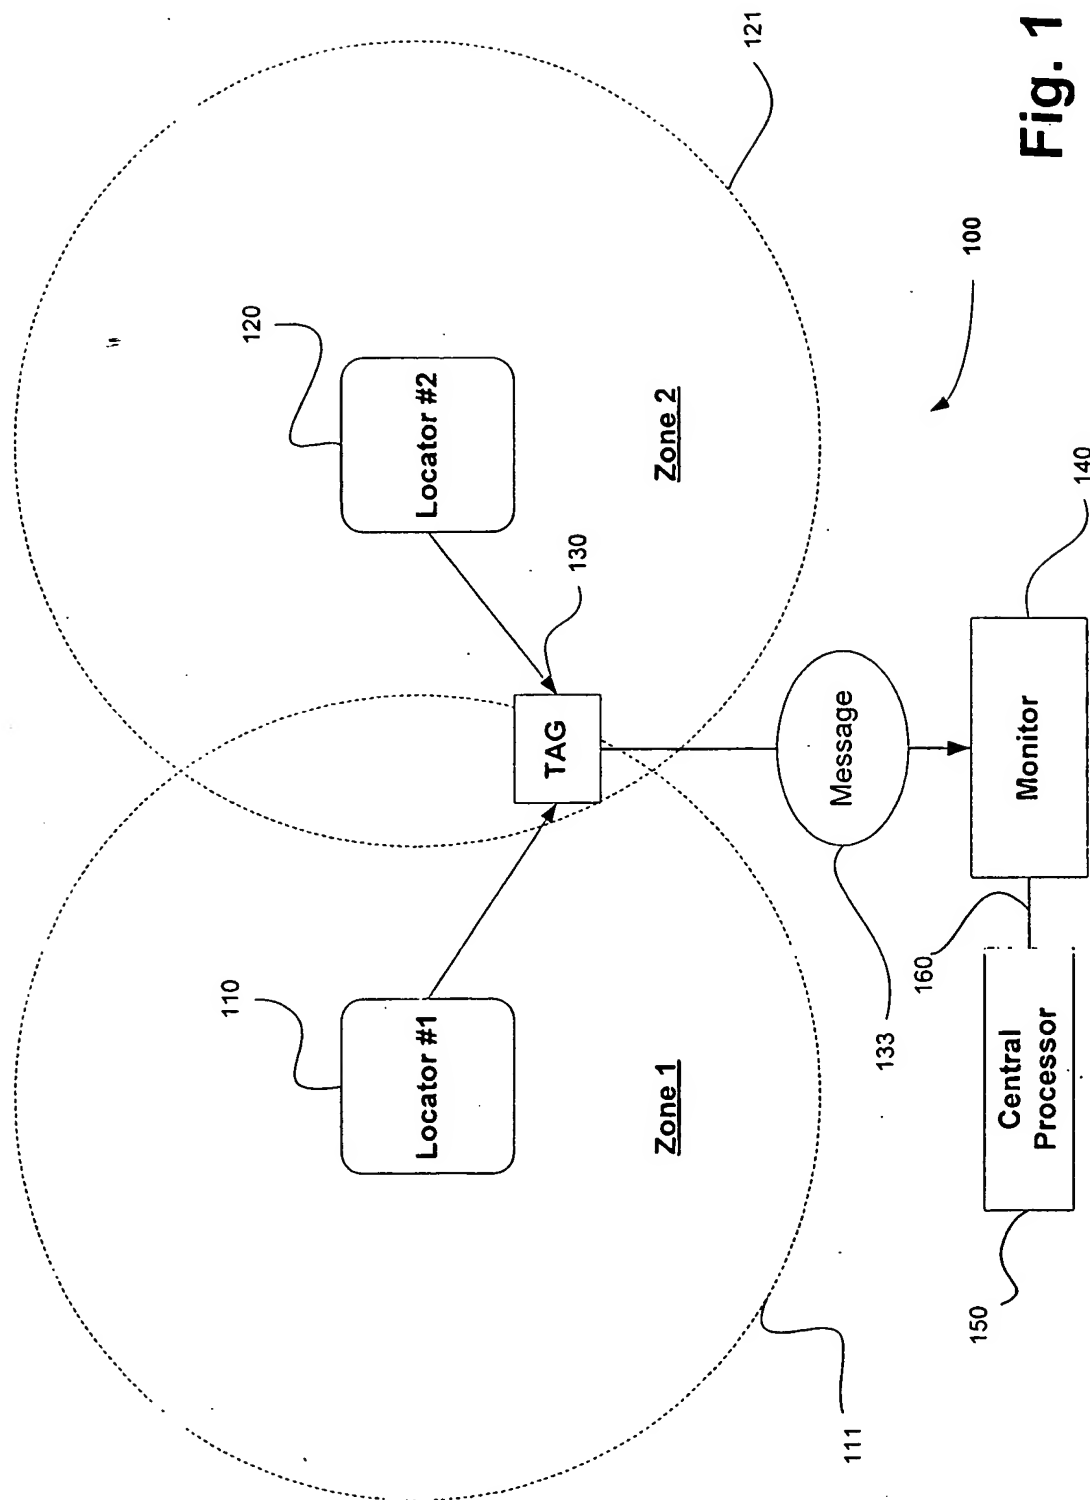 110
Locator #1
Zone 1
111
120
Locator #2
Zone 2
121
130
TAG
Message
133
100
Monitor
140
160
Central
Processor
150
Fig. 1